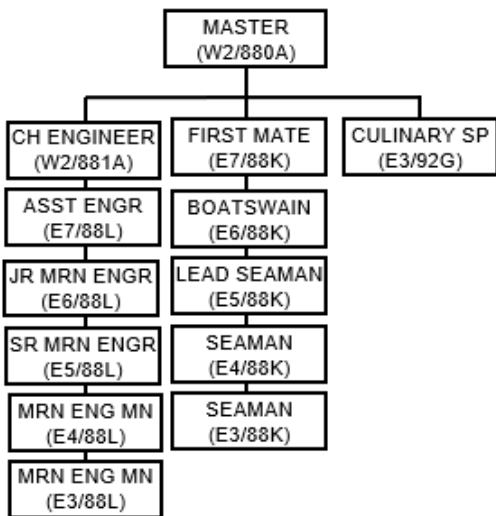 MASTER
(W2/880A)
CH ENGINEER
(W2/881A)
FIRST MATE
(E7/88K)
CULINARY SP
(E3/92G)
ASST ENGR
(E7/88L)
BOATSWAIN
(E6/88K)
JR MRN ENGR
(E6/88L)
LEAD SEAMAN
(E5/88K)
SR MRN ENGR
(E5/88L)
SEAMAN
(E4/88K)
MRN ENG MN
(E4/88L)
SEAMAN
(E3/88K)
MRN ENG MN
(E3/88L)